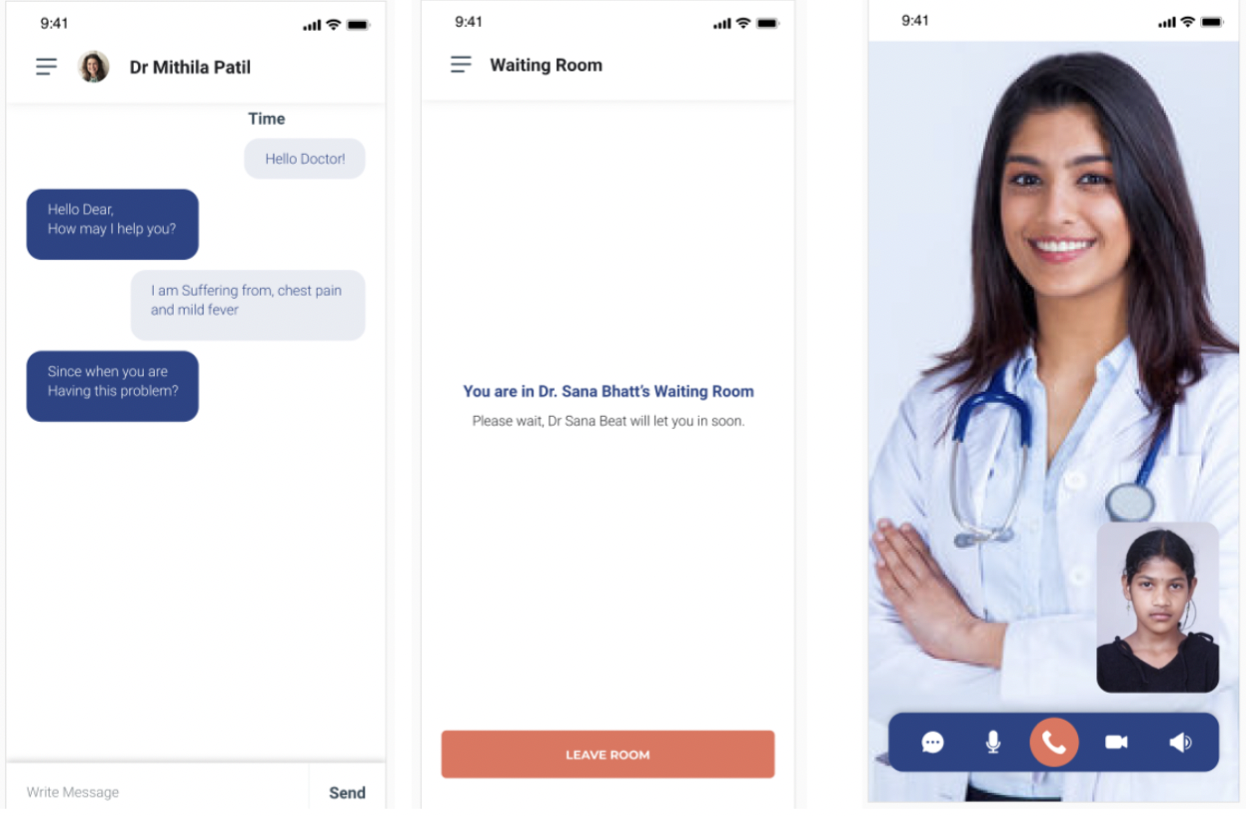 9:41
Dr Mithila Patil
Time
Hello Doctor!
Hello Dear,
How may I help you?
I am Suffering from, chest pain
and mild fever
Since when you are
Having this problem?
Write Message
Send
9:41
Waiting Room
You are in Dr. Sana Bhatt's Waiting Room
Please wait, Dr Sana Beat will let you in soon.
LEAVE ROOM
9:41